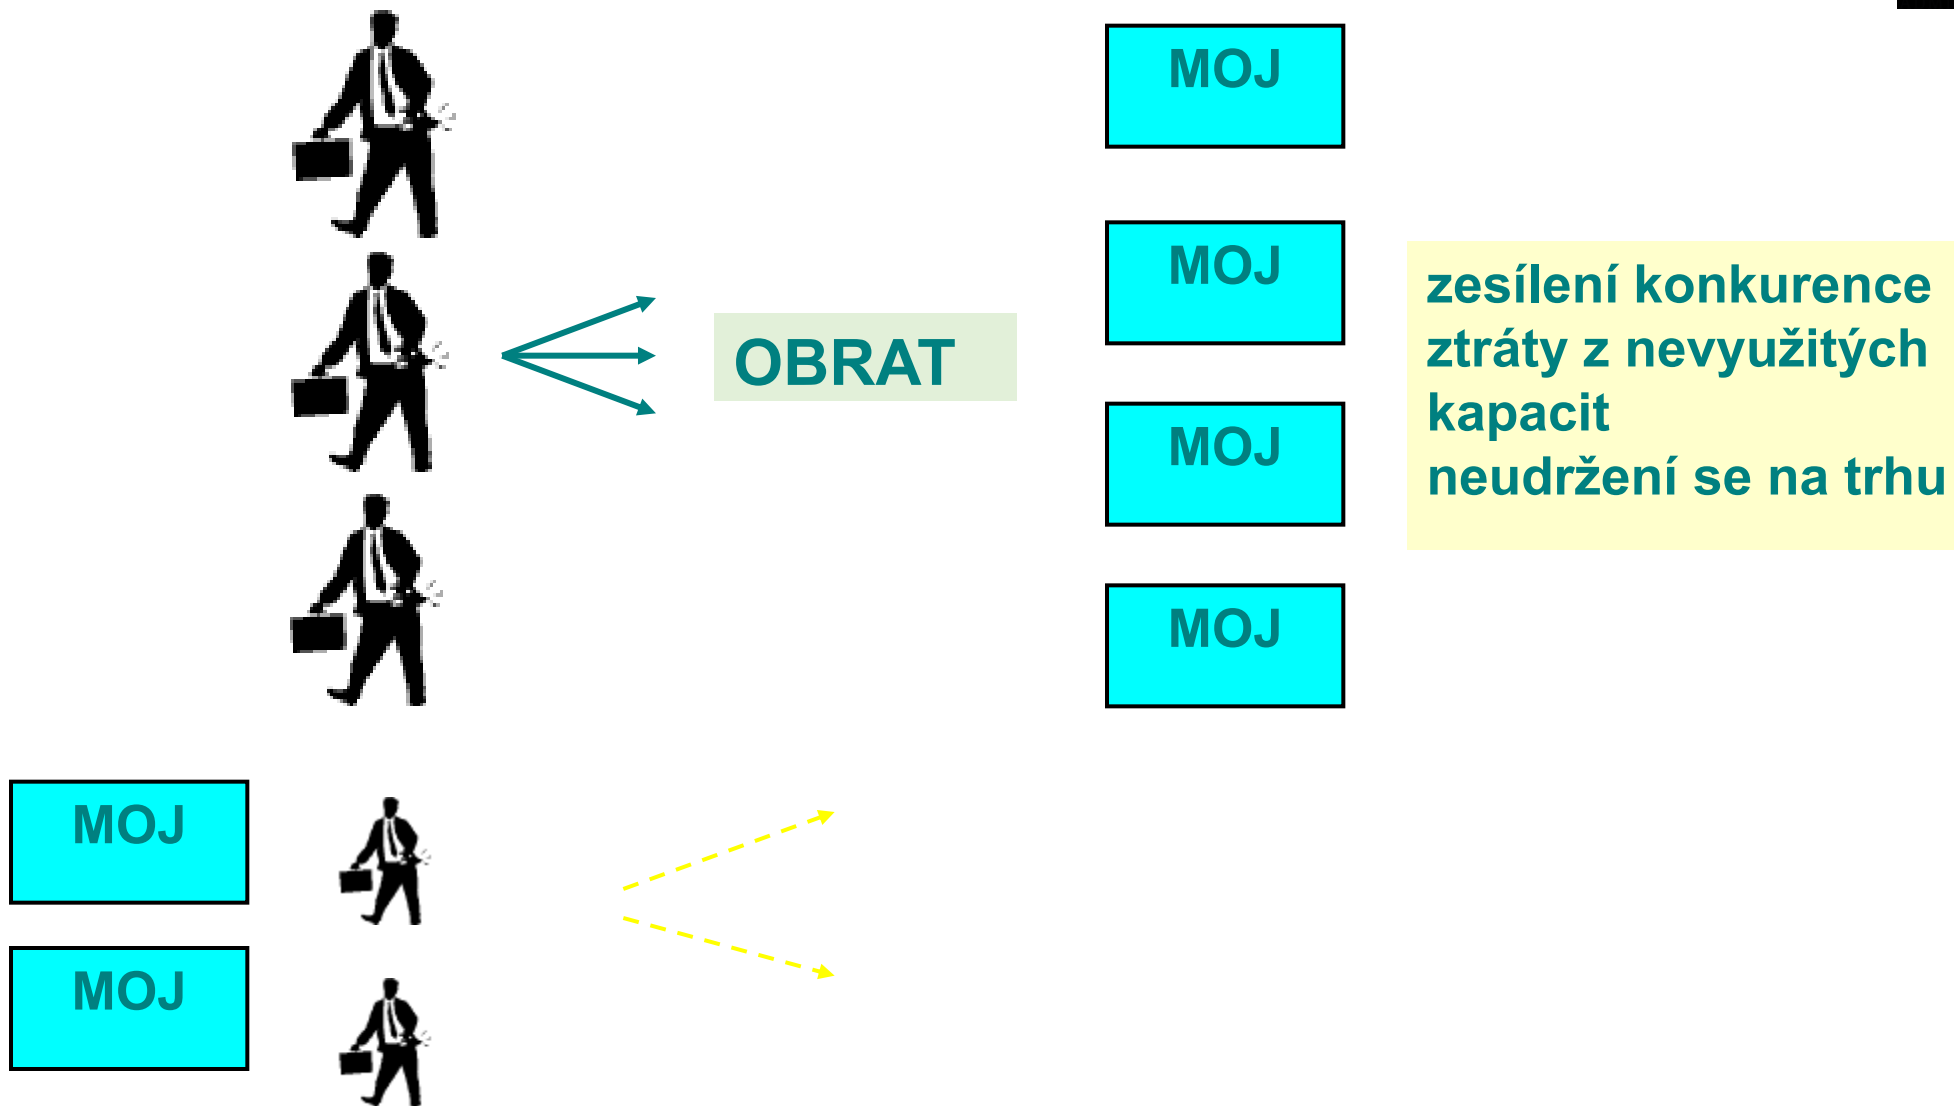 MOJ
MOJ
OBRAT
MOJ
MOJ
zesílení konkurence
ztráty z nevyužitých
kapacit
neudržení se na trhu
MOJ
MOJ